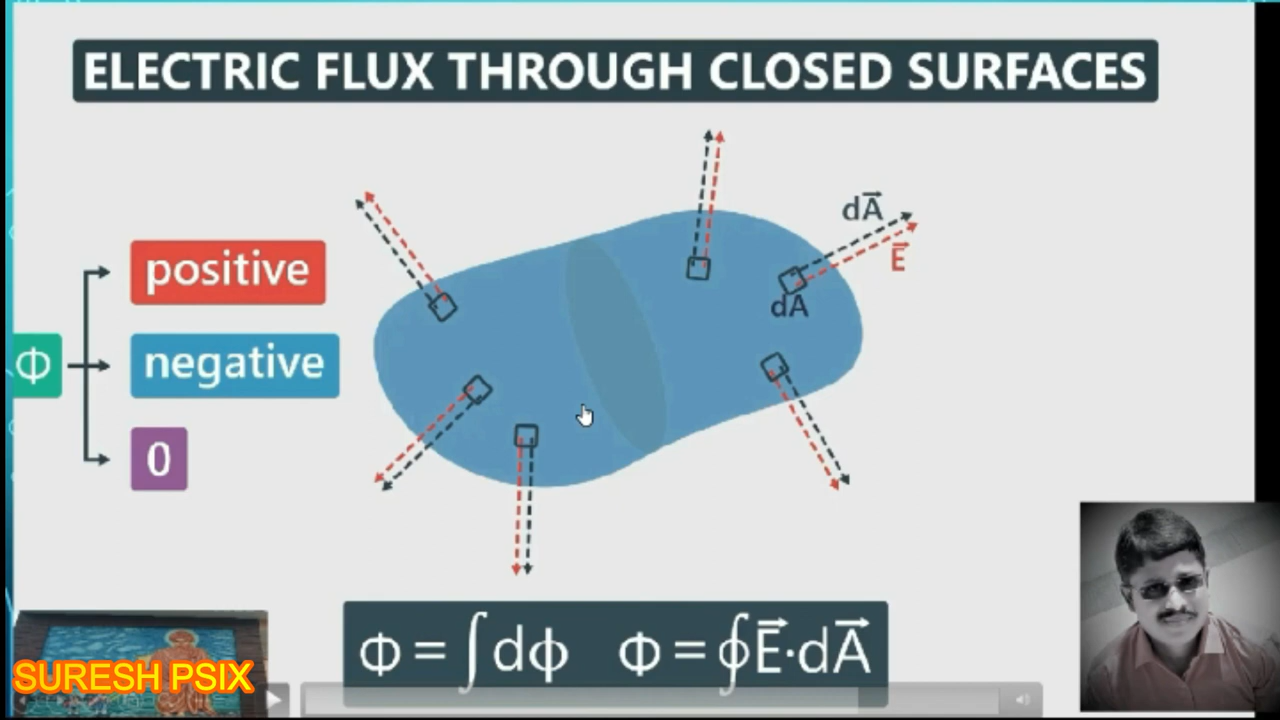 ELECTRIC FLUX THROUGH CLOSED SURFACES
dA⃗
E⃗
dA
positive
Φ
negative
0
Φ = ∫dϕ Φ = ∮E⃗·dA⃗
SURESH PSIX